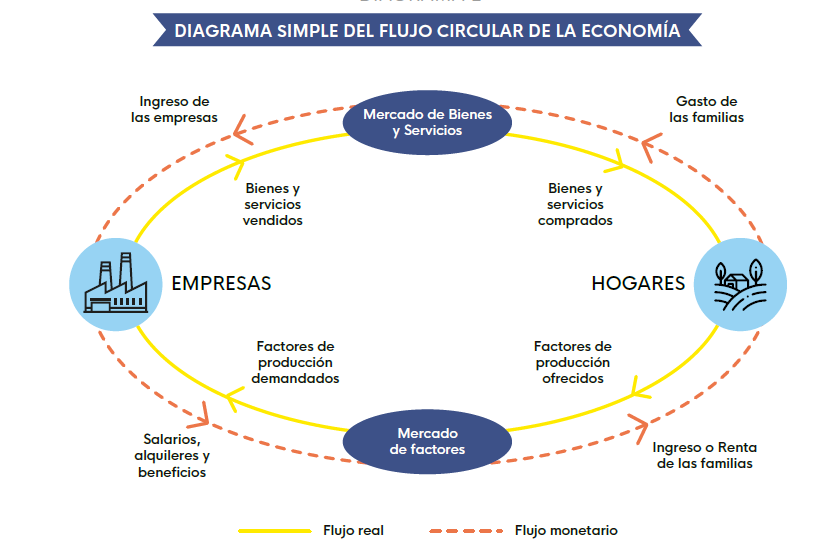 DIAGRAMA SIMPLE DEL FLUJO CIRCULAR DE LA ECONOMÍA
Ingreso de
las empresas
Mercado de Bienes
y Servicios
Gasto de
las familias
Bienes y
servicios
vendidos
Bienes y
servicios
comprados
EMPRESAS
HOGARES
Factores de
producción
demandados
Factores de
producción
ofrecidos
Salarios,
alquileres y
beneficios
Mercado
de factores
Ingreso o Renta
de las familias
Flujo real
Flujo monetario